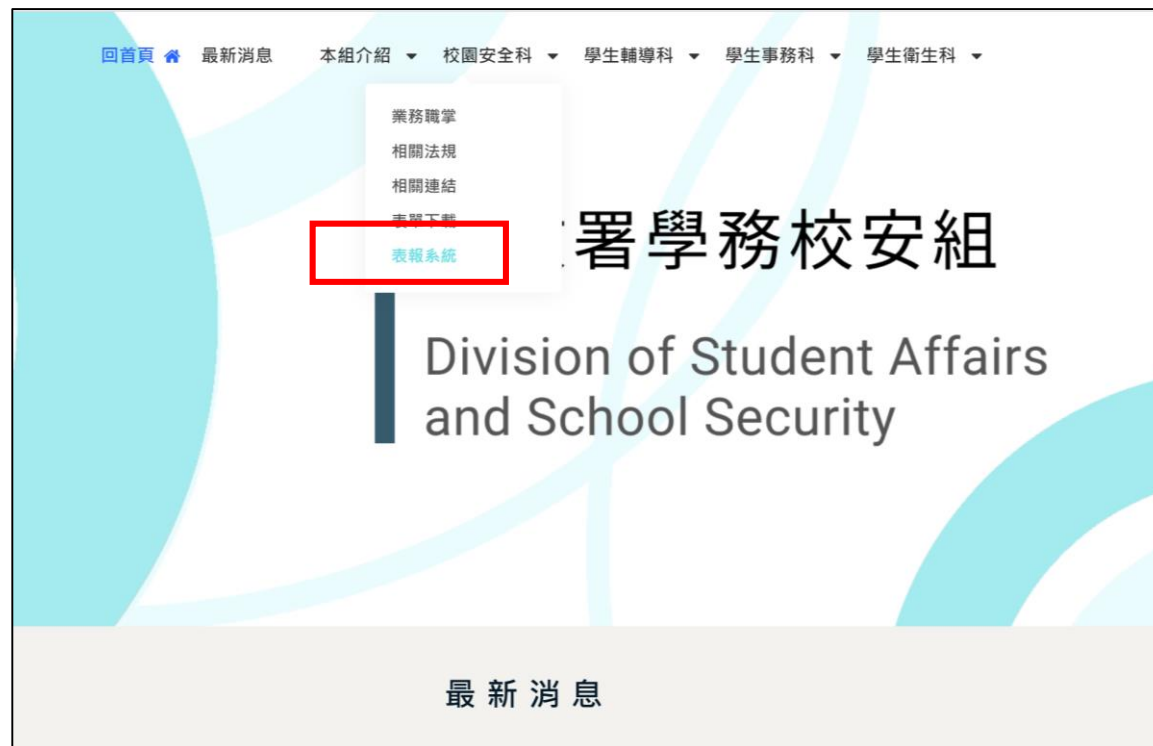 回首頁 最新消息 本組介紹 校園安全科 學生輔導科 學生事務科 學生衛生科
業務職掌
相關法規
相關連結
表單下載
表報系統
署學務校安組
Division of Student Affairs
and School Security
最新消息